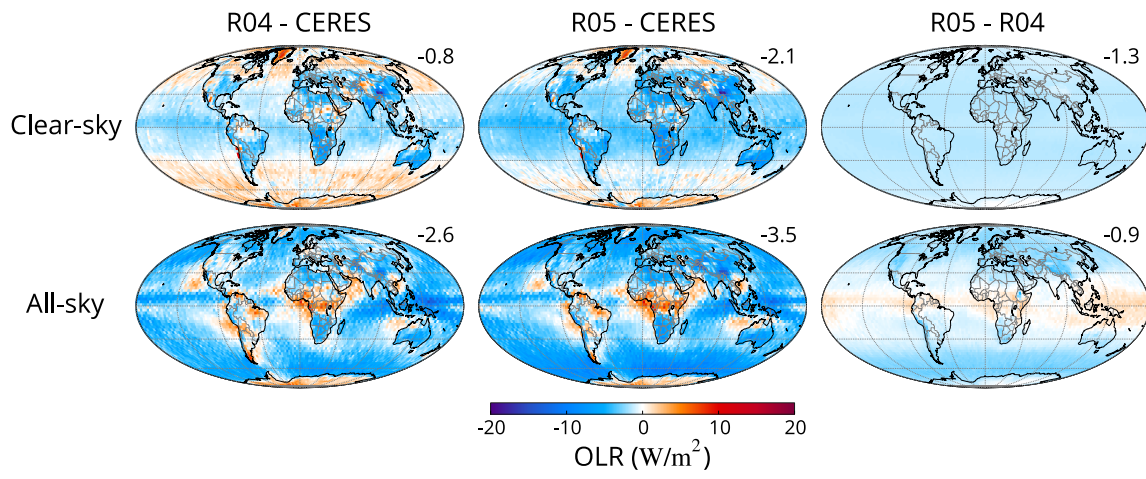 R04 - CERES R05 - CERES R05 - R04
-0.8 -2.1 -1.3
Clear-sky
-2.6 -3.5 -0.9
All-sky
-20 -10 0 10 20
OLR (W/m²)